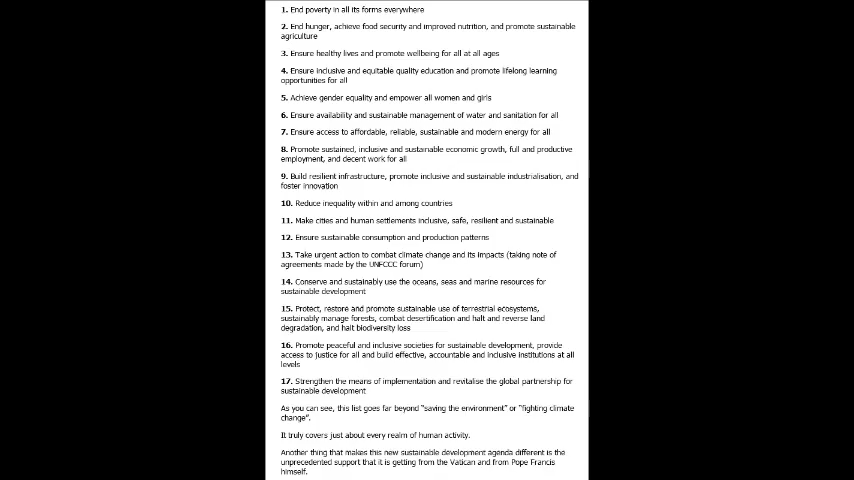 1. End poverty in all its forms everywhere
2. End hunger, achieve food security and improved nutrition, and promote sustainable
agriculture
3. Ensure healthy lives and promote wellbeing for all at all ages
4. Ensure inclusive and equitable quality education and promote lifelong learning
opportunities for all
5. Achieve gender equality and empower all women and girls
6. Ensure availability and sustainable management of water and sanitation for all
7. Ensure access to affordable, reliable, sustainable and modern energy for all
8. Promote sustained, inclusive and sustainable economic growth, full and productive
employment, and decent work for all
9. Build resilient infrastructure, promote inclusive and sustainable industrialisation, and
foster innovation
10. Reduce inequality within and among countries
11. Make cities and human settlements inclusive, safe, resilient and sustainable
12. Ensure sustainable consumption and production patterns
13. Take urgent action to combat climate change and its impacts (taking note of
agreements made by the UNFCCC forum)
14. Conserve and sustainably use the oceans, seas and marine resources for
sustainable development
15. Protect, restore and promote sustainable use of terrestrial ecosystems,
sustainably manage forests, combat desertification and halt and reverse land
degradation, and halt biodiversity loss
16. Promote peaceful and inclusive societies for sustainable development, provide
access to justice for all and build effective, accountable and inclusive institutions at all
levels
17. Strengthen the means of implementation and revitalise the global partnership for
sustainable development
As you can see, this list goes far beyond “saving the environment” or “fighting climate
change”.
It truly covers just about every realm of human activity.
Another thing that makes this new sustainable development agenda different is the
unprecedented support that it is getting from the Vatican and from Pope Francis
himself.